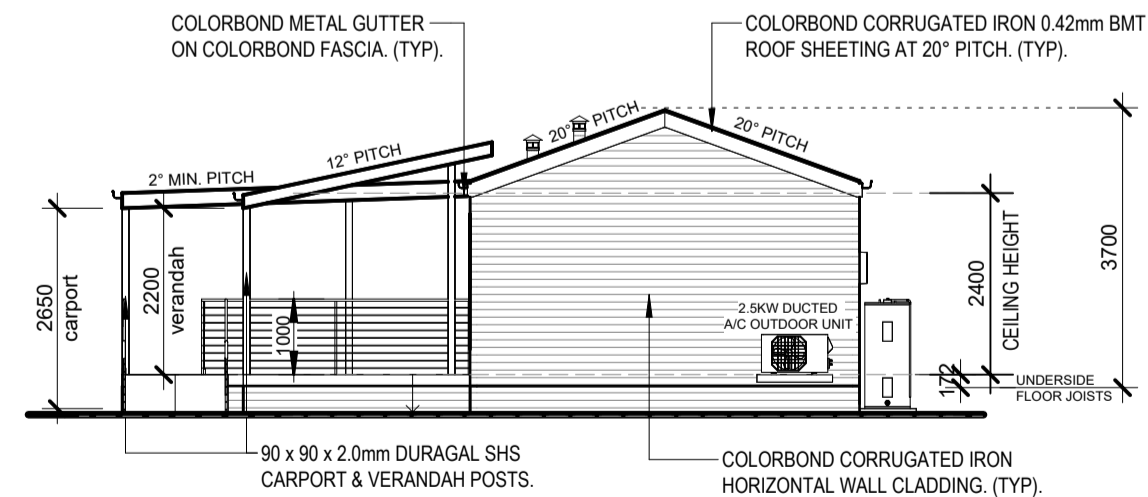 COLORBOND METAL GUTTER
ON COLORBOND FASCIA. (TYP).
COLORBOND CORRUGATED IRON 0.42mm BMT
ROOF SHEETING AT 20° PITCH. (TYP).
20° PITCH
20° PITCH
12° PITCH
2° MIN. PITCH
2650
carport
2200
verandah
1000
2.5KW DUCTED
A/C OUTDOOR UNIT
2400
CEILING HEIGHT
3700
172
UNDERSIDE
FLOOR JOISTS
90 x 90 x 2.0mm DURAGAL SHS
CARPORT & VERANDAH POSTS.
COLORBOND CORRUGATED IRON
HORIZONTAL WALL CLADDING. (TYP).